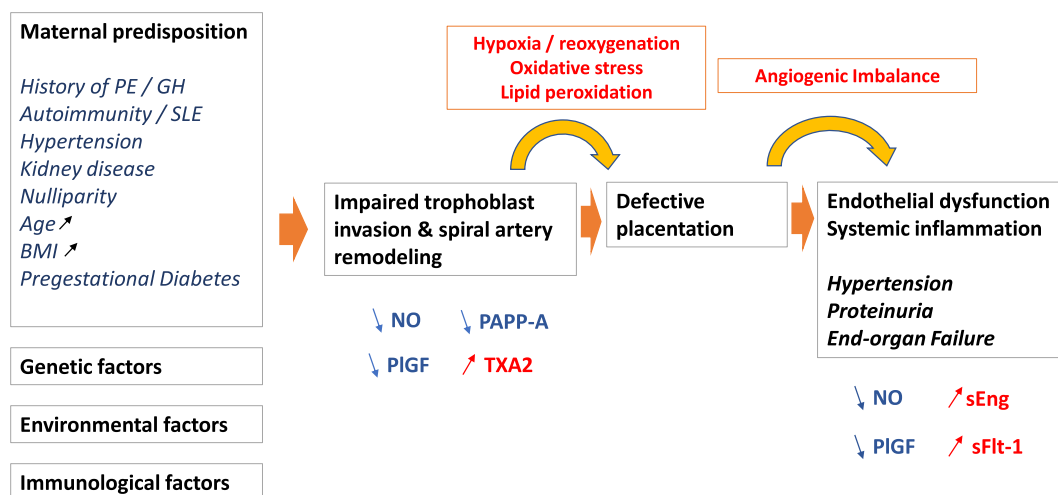 Maternal predisposition
History of PE / GH
Autoimmunity / SLE
Hypertension
Kidney disease
Nulliparity
Age
BMI
Pregestational Diabetes
Genetic factors
Environmental factors
Immunological factors
Hypoxia / reoxygenation
Oxidative stress
Lipid peroxidation
Angiogenic Imbalance
Impaired trophoblast
invasion & spiral artery
remodeling
NO
PAPP-A
PlGF
TXA2
Defective
placentation
Endothelial dysfunction
Systemic inflammation
Hypertension
Proteinuria
End-organ Failure
NO
sEng
PlGF
sFlt-1